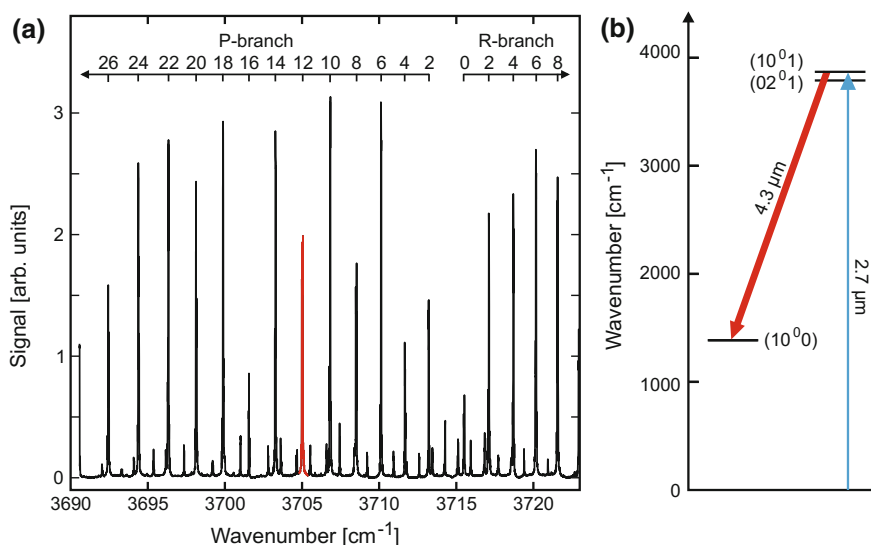 (a)
P-branch R-branch
26 24 22 20 18 16 14 12 10 8 6 4 2 0 2 4 6 8
3
2
1
0
Signal [arb. units]
3690 3695 3700 3705 3710 3715 3720
Wavenumber [cm⁻¹]
(b)
4000
3000
2000
1000
0
Wavenumber [cm⁻¹]
(10⁰1)
(02⁰1)
4.3 µm
2.7 µm
(10⁰0)